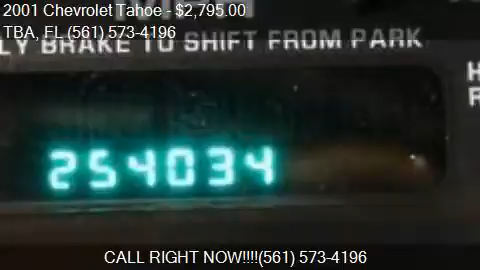 2001 Chevrolet Tahoe - $2,795.00
TBA, FL (561) 573-4196
LY BRAKE TO SHIFT FROM PARK
254034
CALL RIGHT NOW!!!!(561) 573-4196